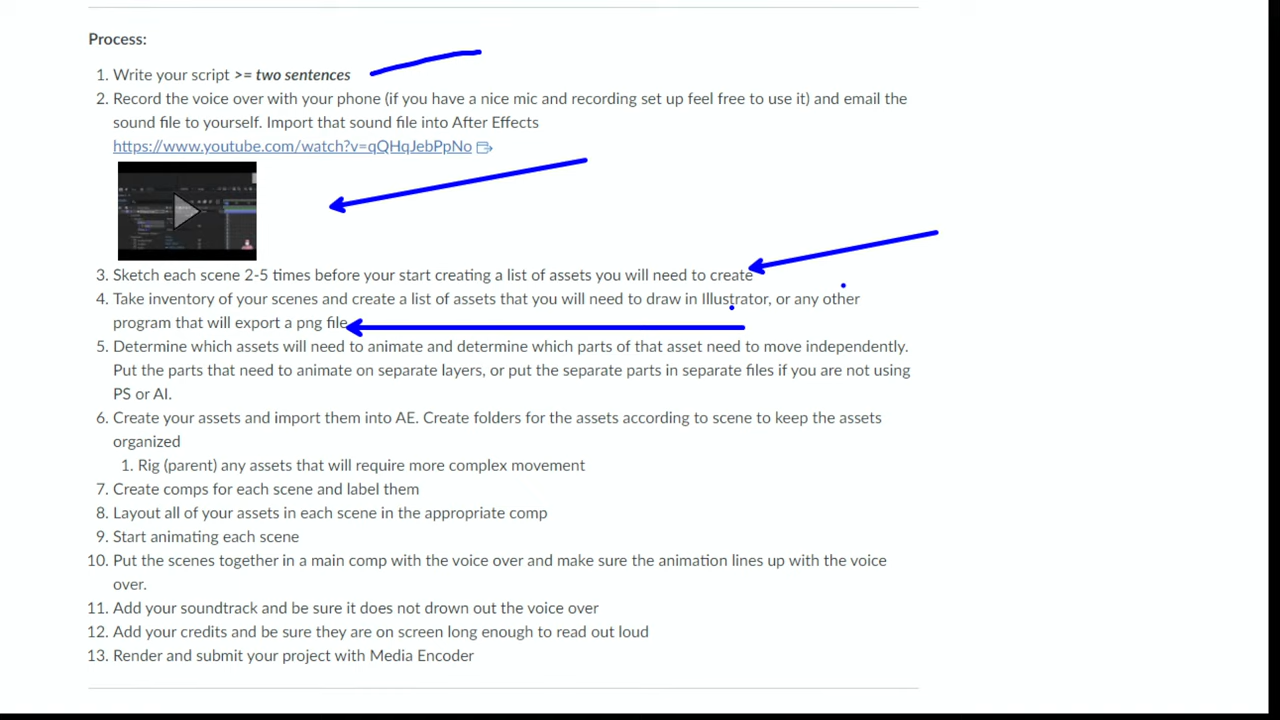 Process:
1. Write your script >= two sentences
2. Record the voice over with your phone (if you have a nice mic and recording set up feel free to use it) and email the
sound file to yourself. Import that sound file into After Effects
https://www.youtube.com/watch?v=qQHqJebPpNo
3. Sketch each scene 2-5 times before your start creating a list of assets you will need to create
4. Take inventory of your scenes and create a list of assets that you will need to draw in Illustrator, or any other
program that will export a png file
5. Determine which assets will need to animate and determine which parts of that asset need to move independently.
Put the parts that need to animate on separate layers, or put the separate parts in separate files if you are not using
PS or AI.
6. Create your assets and import them into AE. Create folders for the assets according to scene to keep the assets
organized
1. Rig (parent) any assets that will require more complex movement
7. Create comps for each scene and label them
8. Layout all of your assets in each scene in the appropriate comp
9. Start animating each scene
10. Put the scenes together in a main comp with the voice over and make sure the animation lines up with the voice
over.
11. Add your soundtrack and be sure it does not drown out the voice over
12. Add your credits and be sure they are on screen long enough to read out loud
13. Render and submit your project with Media Encoder